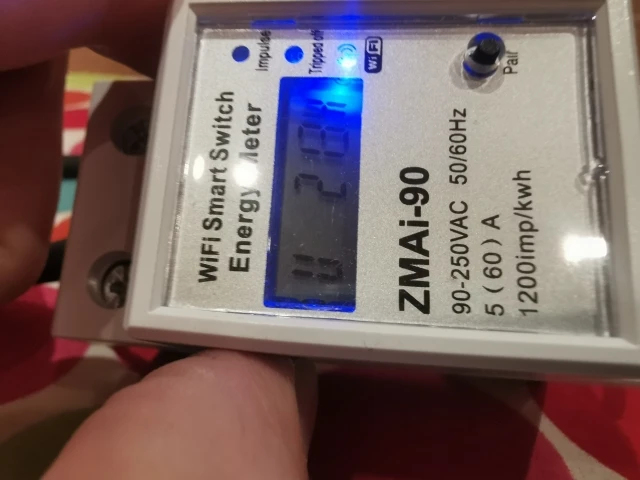 Impulse
Tripped off
WiFi
Pair
WiFi Smart Switch
Energy Meter
ZMAi-90
90-250VAC 50/60Hz
5 ( 60 ) A
1200imp/kwh